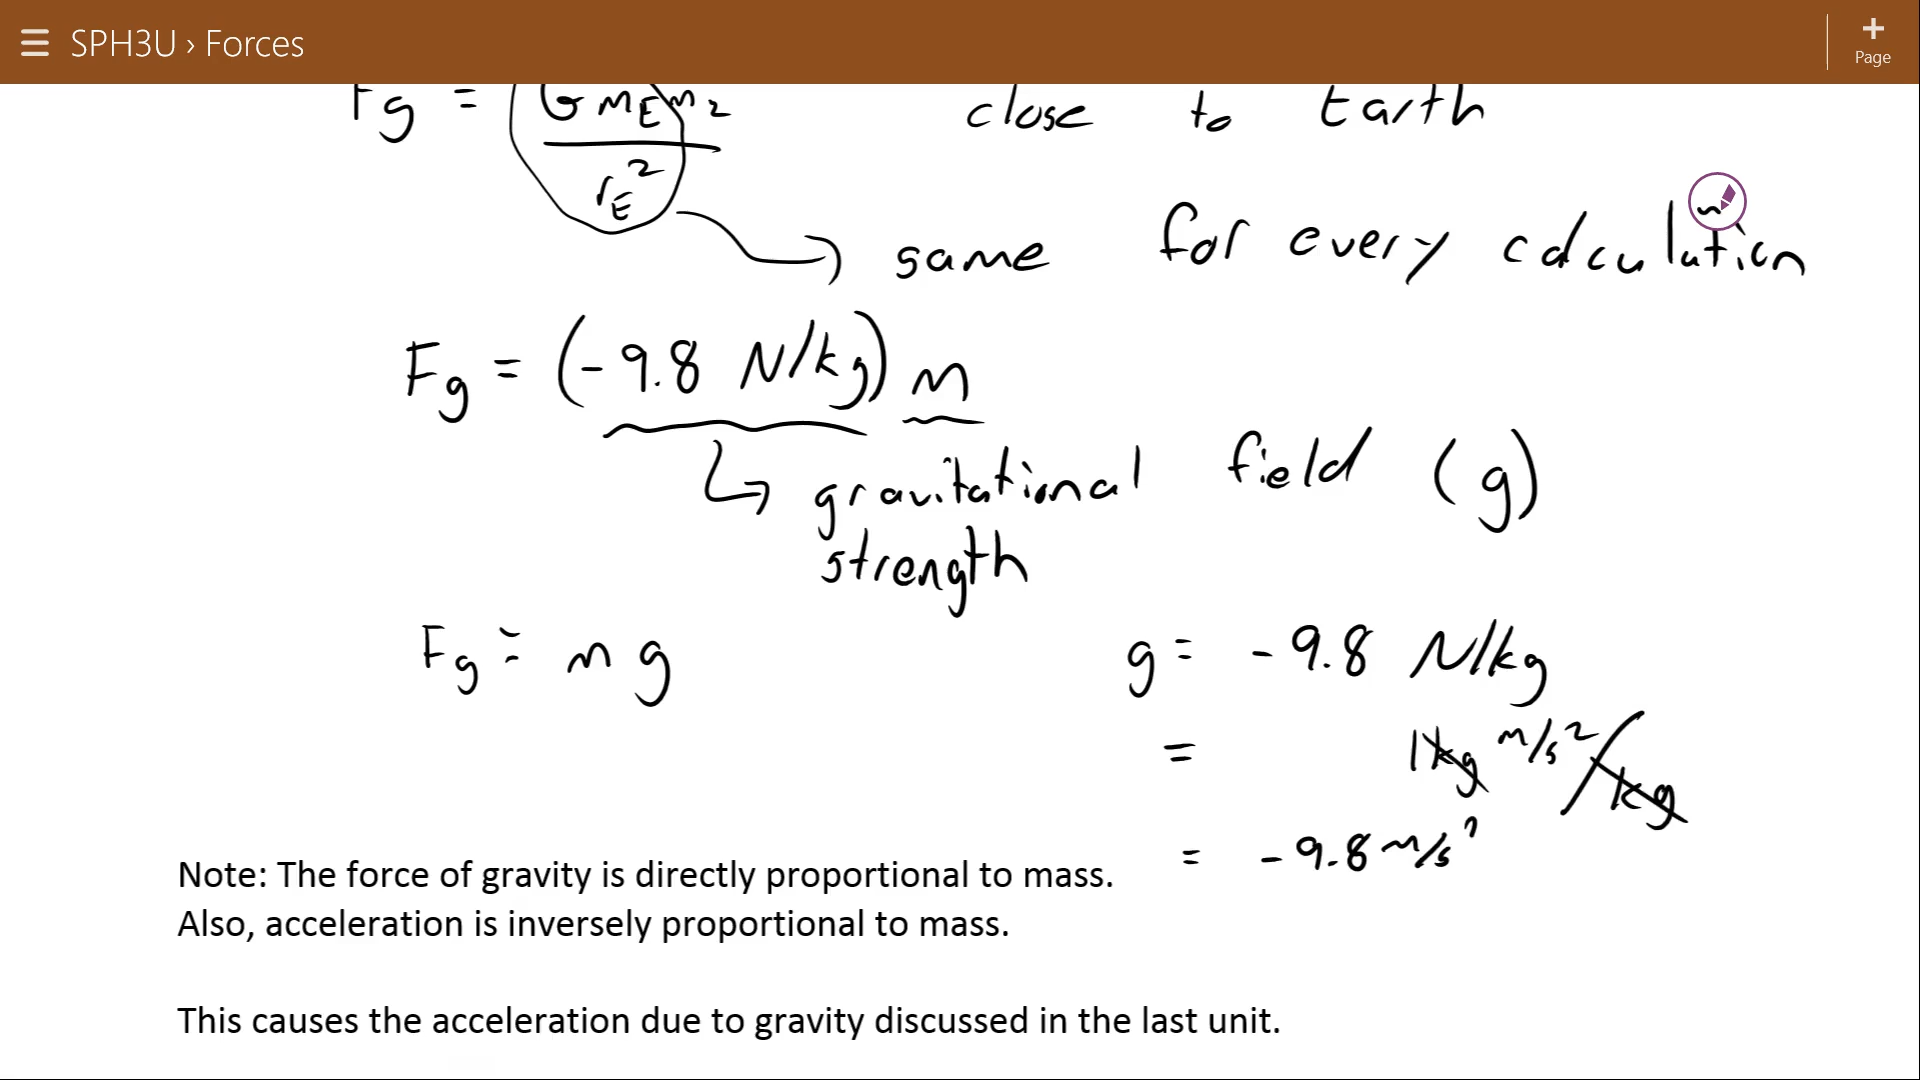 SPH3U › Forces
+
Page
Fg = G mE m2 / rE²
close to Earth
same for every calculation
Fg = (-9.8 N/kg) m
gravitational field (g)
strength
Fg = mg
g = -9.8 N/kg
= 1kg m/s²/kg
= -9.8 m/s²
Note: The force of gravity is directly proportional to mass.
Also, acceleration is inversely proportional to mass.
This causes the acceleration due to gravity discussed in the last unit.